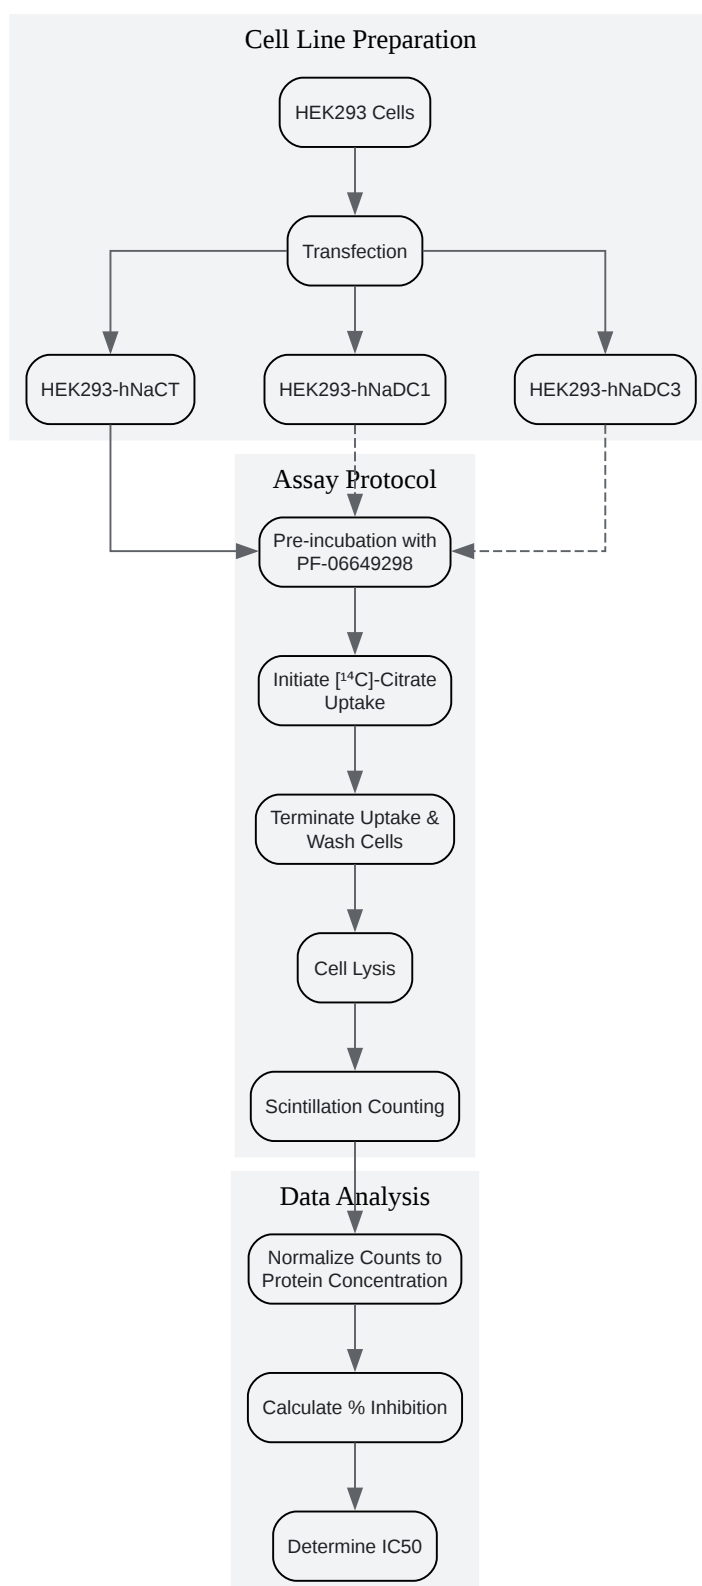 Cell Line Preparation
HEK293 Cells
Transfection
HEK293-hNaCT
HEK293-hNaDC1
HEK293-hNaDC3
Assay Protocol
Pre-incubation with
PF-06649298
Initiate [¹⁴C]-Citrate
Uptake
Terminate Uptake &
Wash Cells
Cell Lysis
Scintillation Counting
Data Analysis
Normalize Counts to
Protein Concentration
Calculate % Inhibition
Determine IC50